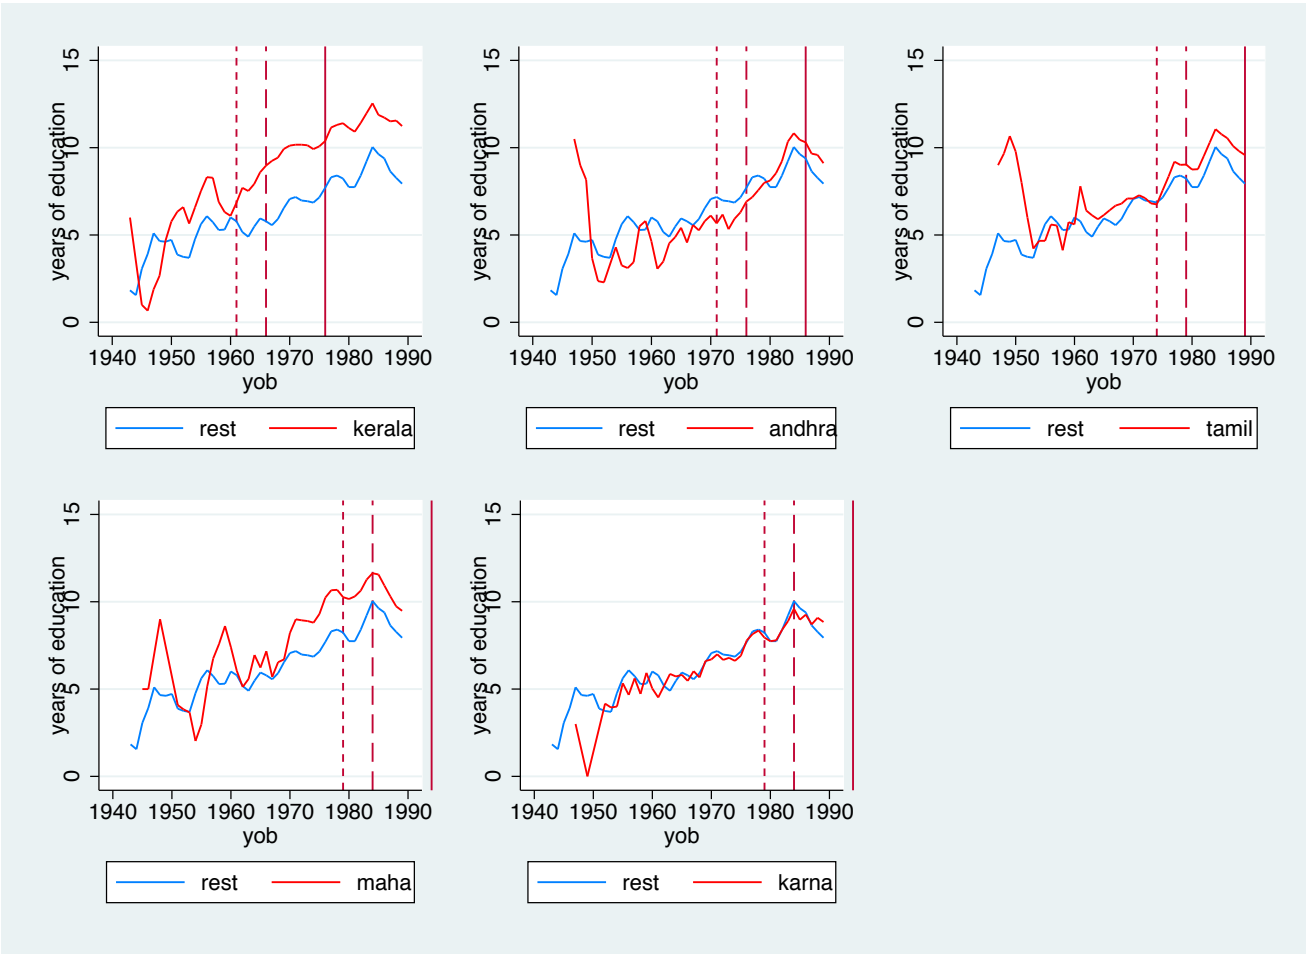 years of education
15
10
5
0
1940 1950 1960 1970 1980 1990
yob
rest kerala
years of education
15
10
5
0
1940 1950 1960 1970 1980 1990
yob
rest andhra
years of education
15
10
5
0
1940 1950 1960 1970 1980 1990
yob
rest tamil
years of education
15
10
5
0
1940 1950 1960 1970 1980 1990
yob
rest maha
years of education
15
10
5
0
1940 1950 1960 1970 1980 1990
yob
rest karna